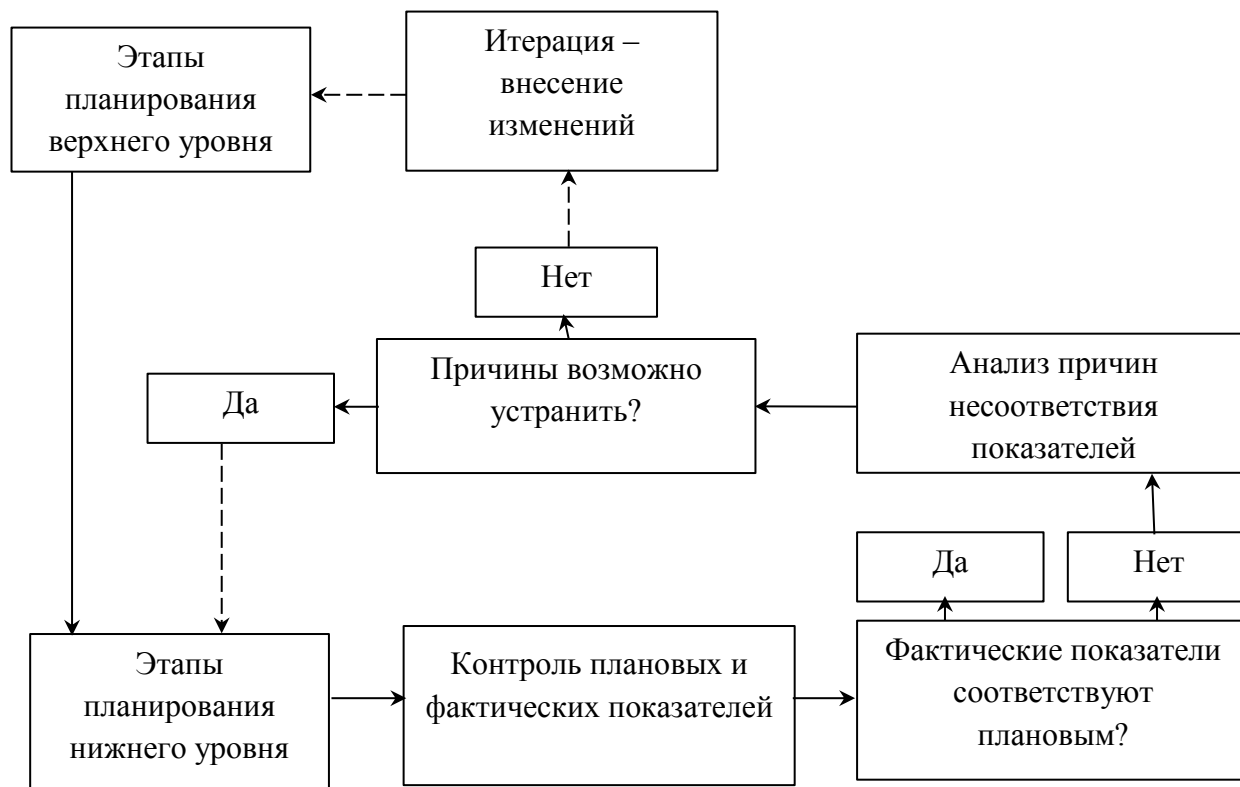 Этапы
планирования
верхнего уровня
Итерация –
внесение
изменений
Нет
Да
Причины возможно
устранить?
Анализ причин
несоответствия
показателей
Да
Нет
Этапы
планирования
нижнего уровня
Контроль плановых и
фактических показателей
Фактические показатели
соответствуют
плановым?